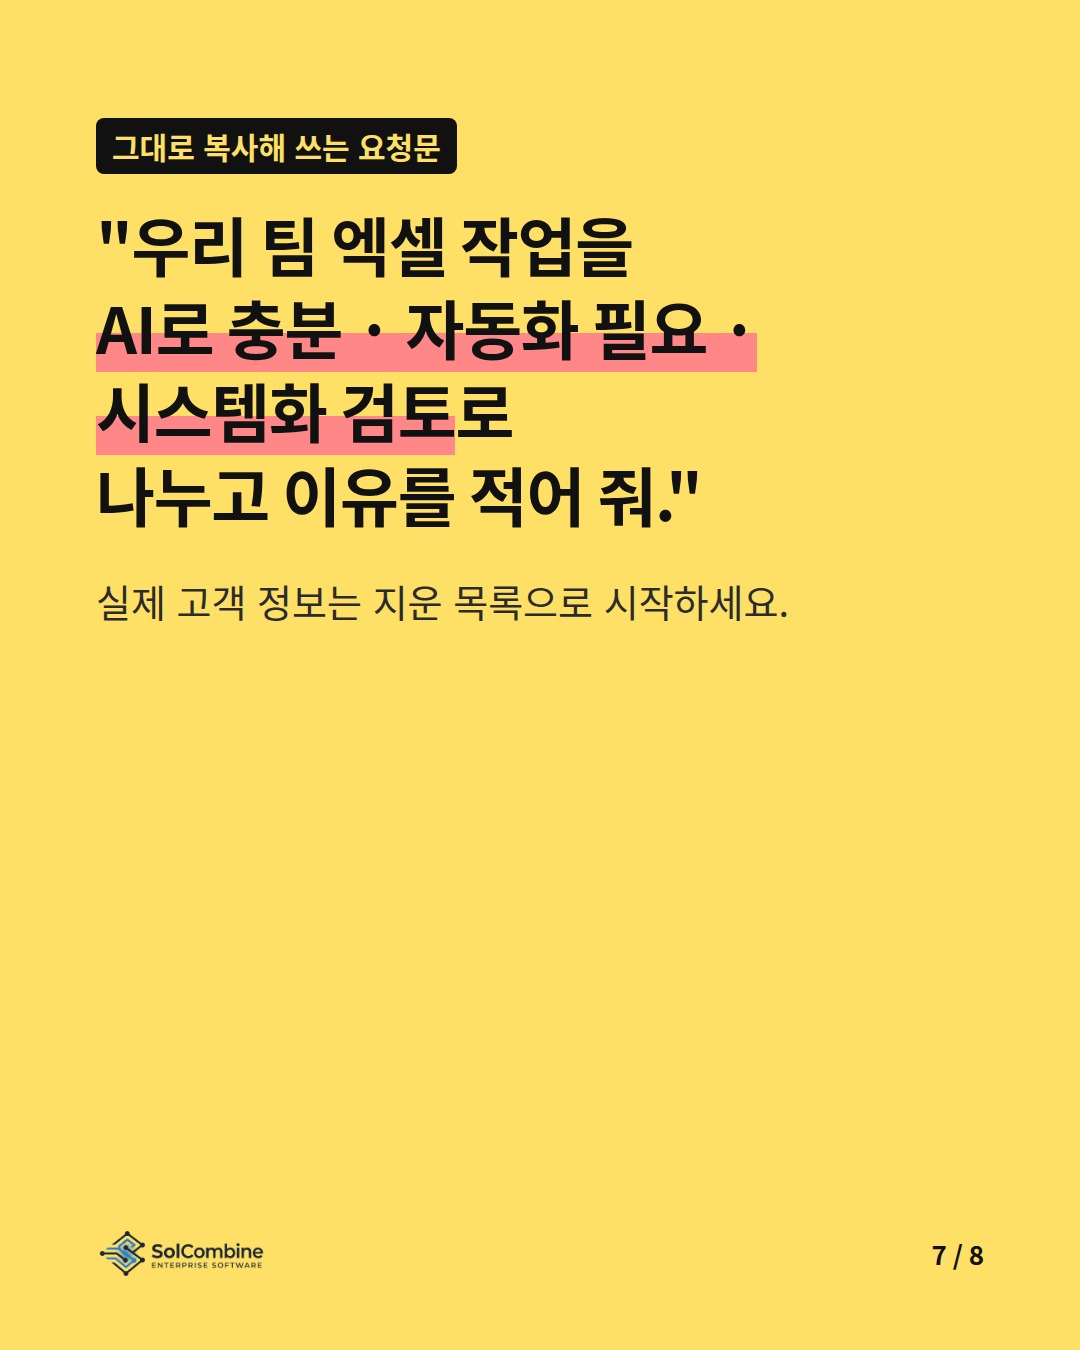 그대로 복사해 쓰는 요청문
"우리 팀 엑셀 작업을
AI로 충분 · 자동화 필요 ·
시스템화 검토로
나누고 이유를 적어 줘."
실제 고객 정보는 지운 목록으로 시작하세요.
SolCombine
ENTERPRISE SOFTWARE
7 / 8